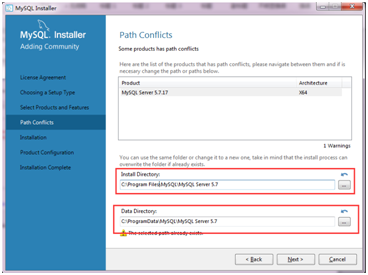 MySQL. Installer
Adding Community
License Agreement
Choosing a Setup Type
Select Products and Features
Path Conflicts
Installation
Product Configuration
Installation Complete
Path Conflicts
Some products has path conflicts
Here are the list of the products that has path conflicts, please navigate between them and if is
necesary change the path or paths below.
Product Architecture
MySQL Server 5.7.17 X64
1 Warnings
You can use the same folder or change it to a new one, take in mind that the install process can
overwrite the folder if already exists.
Install Directory:
C:\Program Files\MySQL\MySQL Server 5.7
...
Data Directory:
C:\ProgramData\MySQL\MySQL Server 5.7
...
The selected path already exists.
< Back
Next >
Cancel